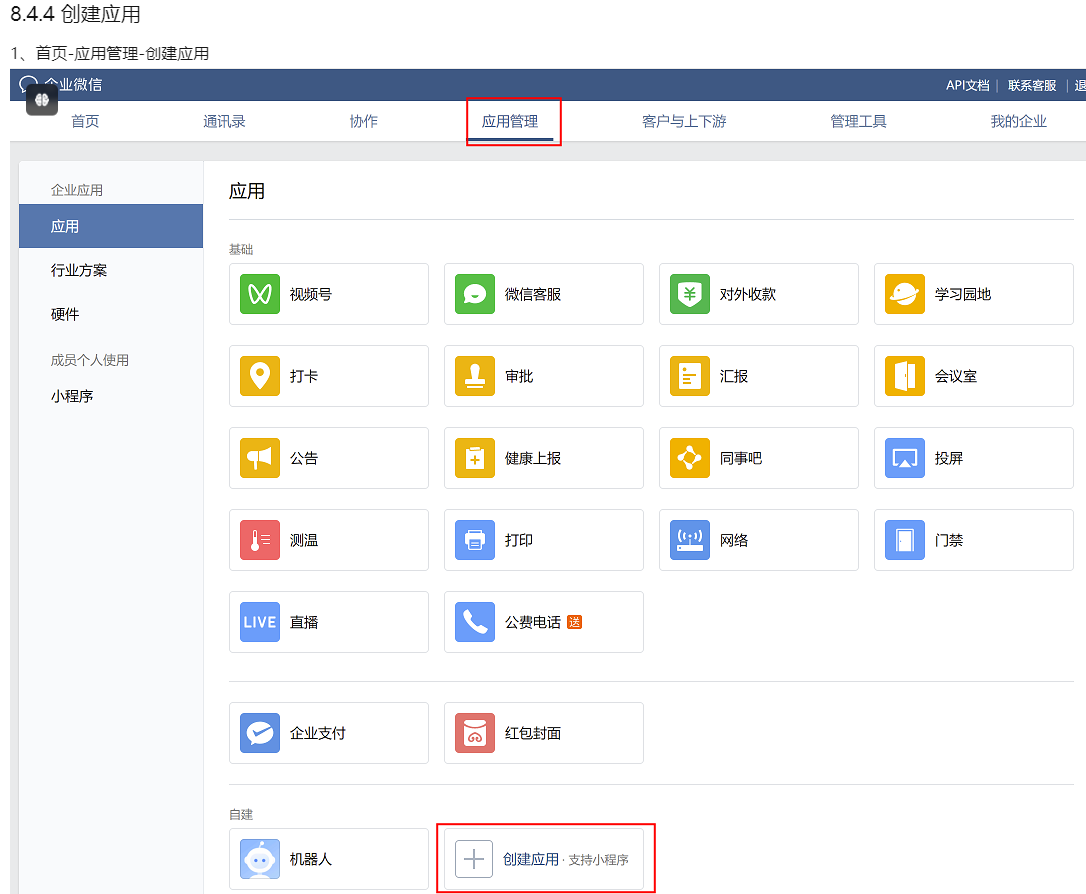 8.4.4 创建应用
1、首页-应用管理-创建应用
企业微信
API文档 | 联系客服 | 退
首页 通讯录 协作 应用管理 客户与上下游 管理工具 我的企业
企业应用
应用
行业方案
硬件
成员个人使用
小程序
应用
基础
视频号 微信客服 对外收款 学习园地
打卡 审批 汇报 会议室
公告 健康上报 同事吧 投屏
测温 打印 网络 门禁
LIVE 直播 公费电话 送
企业支付 红包封面
自建
机器人 创建应用 · 支持小程序